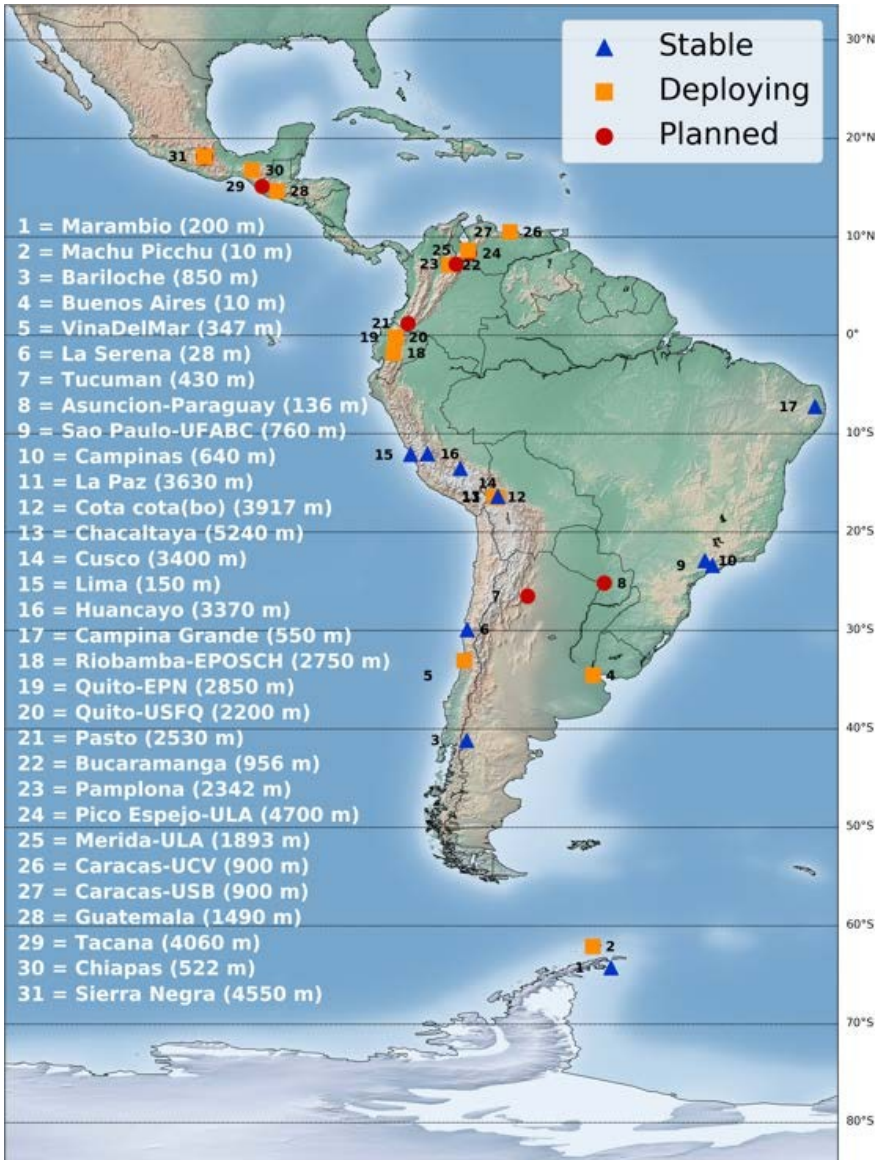 Stable
Deploying
Planned
30°N
20°N
10°N
0°
10°S
20°S
30°S
40°S
50°S
60°S
70°S
80°S
31
30
29
28
27
26
25
24
23
22
21
19
20
18
17
15
16
14
13
12
9
10
8
7
6
5
4
3
2
1
1 = Marambio (200 m)
2 = Machu Picchu (10 m)
3 = Bariloche (850 m)
4 = Buenos Aires (10 m)
5 = VinaDelMar (347 m)
6 = La Serena (28 m)
7 = Tucuman (430 m)
8 = Asuncion-Paraguay (136 m)
9 = Sao Paulo-UFABC (760 m)
10 = Campinas (640 m)
11 = La Paz (3630 m)
12 = Cota cota(bo) (3917 m)
13 = Chacaltaya (5240 m)
14 = Cusco (3400 m)
15 = Lima (150 m)
16 = Huancayo (3370 m)
17 = Campina Grande (550 m)
18 = Riobamba-EPOSCH (2750 m)
19 = Quito-EPN (2850 m)
20 = Quito-USFQ (2200 m)
21 = Pasto (2530 m)
22 = Bucaramanga (956 m)
23 = Pamplona (2342 m)
24 = Pico Espejo-ULA (4700 m)
25 = Merida-ULA (1893 m)
26 = Caracas-UCV (900 m)
27 = Caracas-USB (900 m)
28 = Guatemala (1490 m)
29 = Tacana (4060 m)
30 = Chiapas (522 m)
31 = Sierra Negra (4550 m)